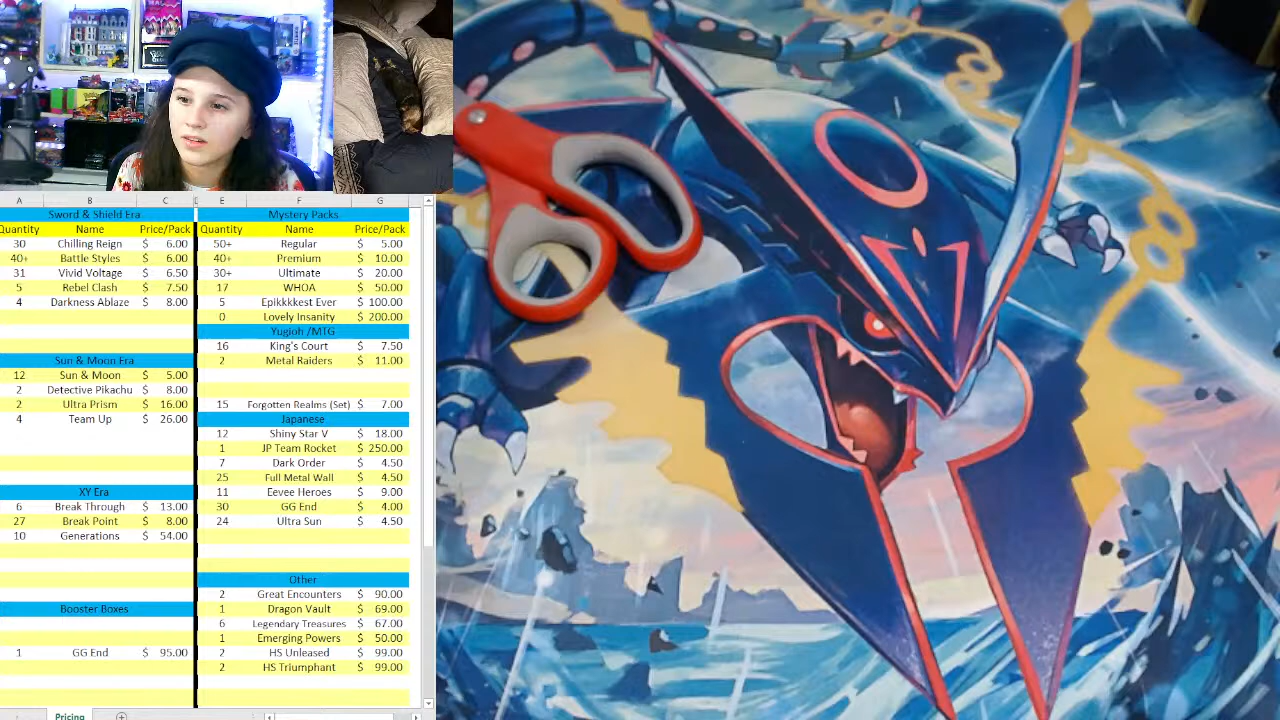 A B C E F G
Sword & Shield Era Mystery Packs
Quantity Name Price/Pack Quantity Name Price/Pack
30 Chilling Reign $ 6.00 50+ Regular $ 5.00
40+ Battle Styles $ 6.00 40+ Premium $ 10.00
31 Vivid Voltage $ 6.50 30+ Ultimate $ 20.00
5 Rebel Clash $ 7.50 17 WHOA $ 50.00
4 Darkness Ablaze $ 8.00 5 Epikkkkest Ever $ 100.00
0 Lovely Insanity $ 200.00
Yugioh /MTG
16 King's Court $ 7.50
Sun & Moon Era 2 Metal Raiders $ 11.00
12 Sun & Moon $ 5.00
2 Detective Pikachu $ 8.00
2 Ultra Prism $ 16.00 15 Forgotten Realms (Set) $ 7.00
4 Team Up $ 26.00 Japanese
12 Shiny Star V $ 18.00
1 JP Team Rocket $ 250.00
7 Dark Order $ 4.50
25 Full Metal Wall $ 4.50
XY Era 11 Eevee Heroes $ 9.00
6 Break Through $ 13.00 30 GG End $ 4.00
27 Break Point $ 8.00 24 Ultra Sun $ 4.50
10 Generations $ 54.00
Other
2 Great Encounters $ 90.00
Booster Boxes 1 Dragon Vault $ 69.00
6 Legendary Treasures $ 67.00
1 Emerging Powers $ 50.00
1 GG End $ 95.00 2 HS Unleased $ 99.00
2 HS Triumphant $ 99.00
Pricing